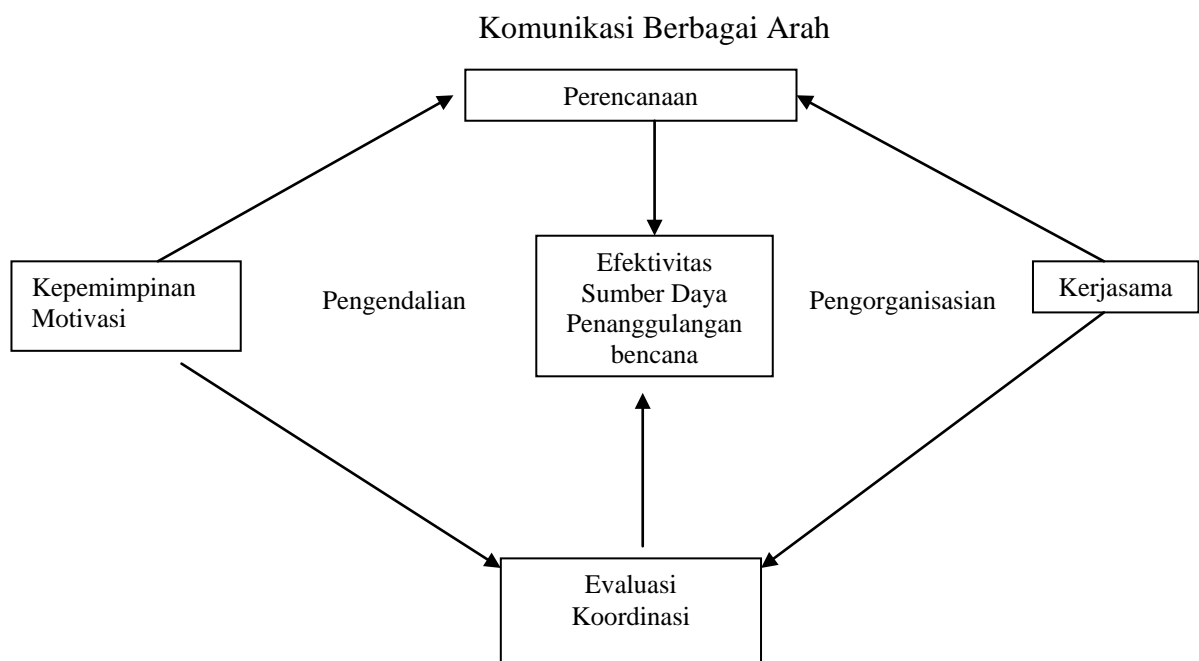 Komunikasi Berbagai Arah
Perencanaan
Kepemimpinan
Motivasi
Pengendalian
Efektivitas
Sumber Daya
Penanggulangan
bencana
Pengorganisasian
Kerjasama
Evaluasi
Koordinasi